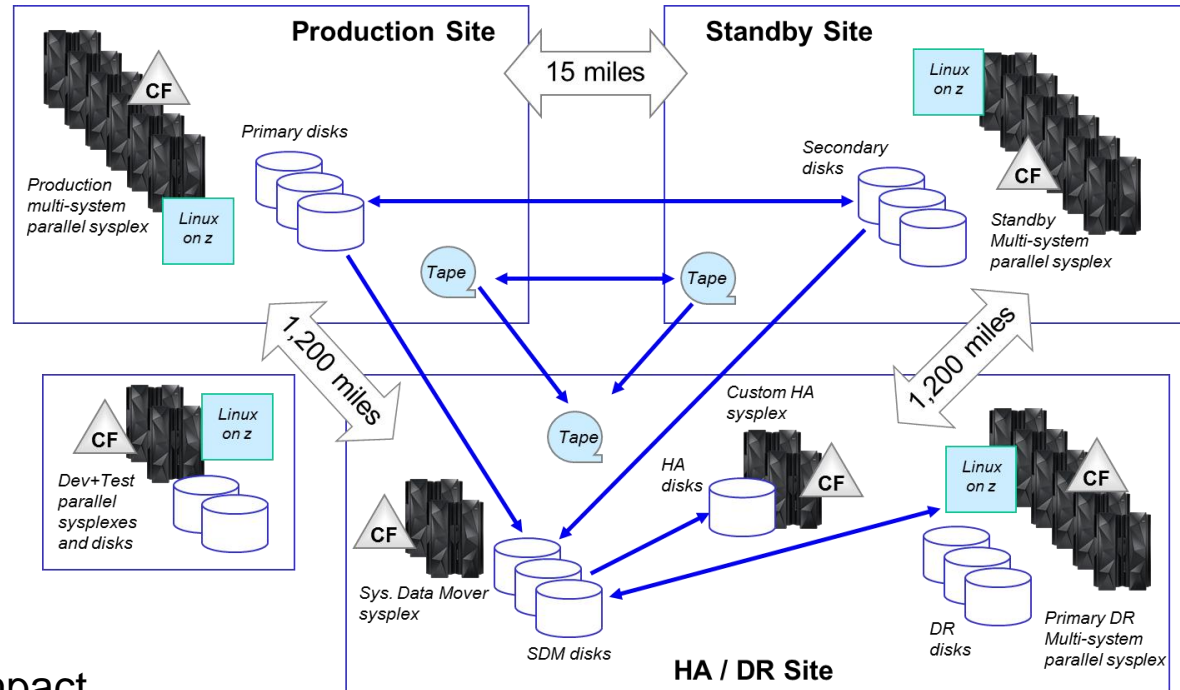 Production Site
Standby Site
15 miles
CF
Primary disks
Production
multi-system
parallel sysplex
Linux
on z
Linux
on z
Secondary
disks
CF
Standby
Multi-system
parallel sysplex
Tape
Tape
1,200 miles
1,200 miles
CF
Linux
on z
Dev+Test
parallel
sysplexes
and disks
Tape
Custom HA
sysplex
HA
disks
CF
CF
Sys. Data Mover
sysplex
SDM disks
Linux
on z
CF
DR
disks
Primary DR
Multi-system
parallel sysplex
HA / DR Site